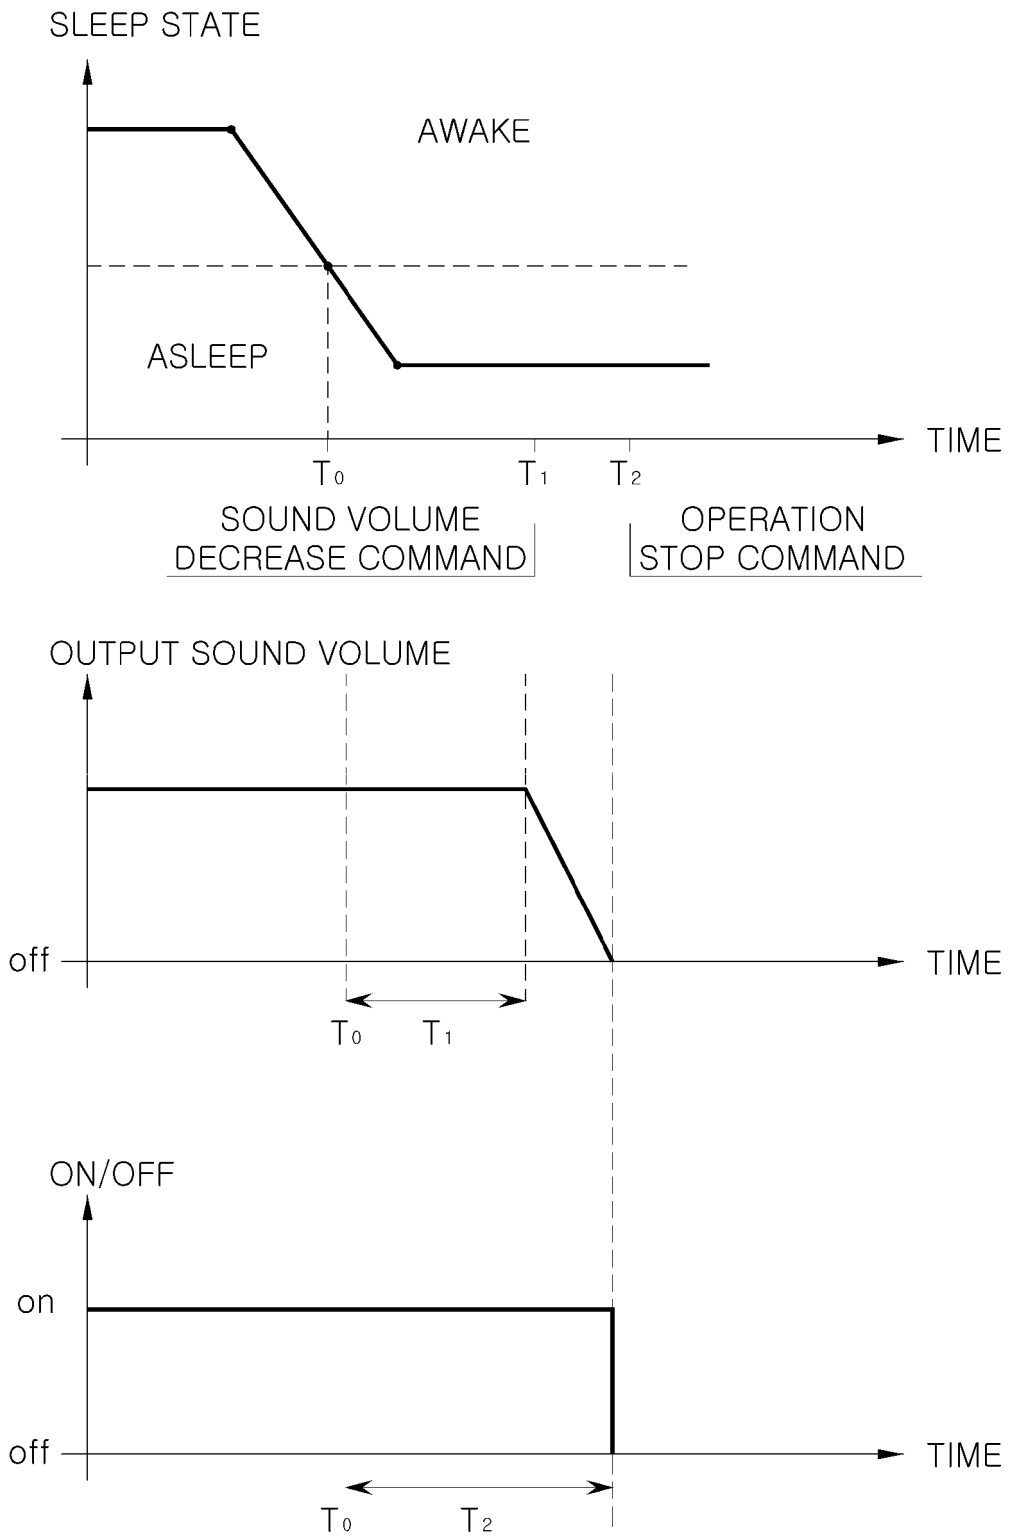 SLEEP STATE
AWAKE
ASLEEP
TIME
T0 T1 T2
SOUND VOLUME
DECREASE COMMAND
OPERATION
STOP COMMAND
OUTPUT SOUND VOLUME
off
TIME
T0 T1
ON/OFF
on
off
TIME
T0 T2